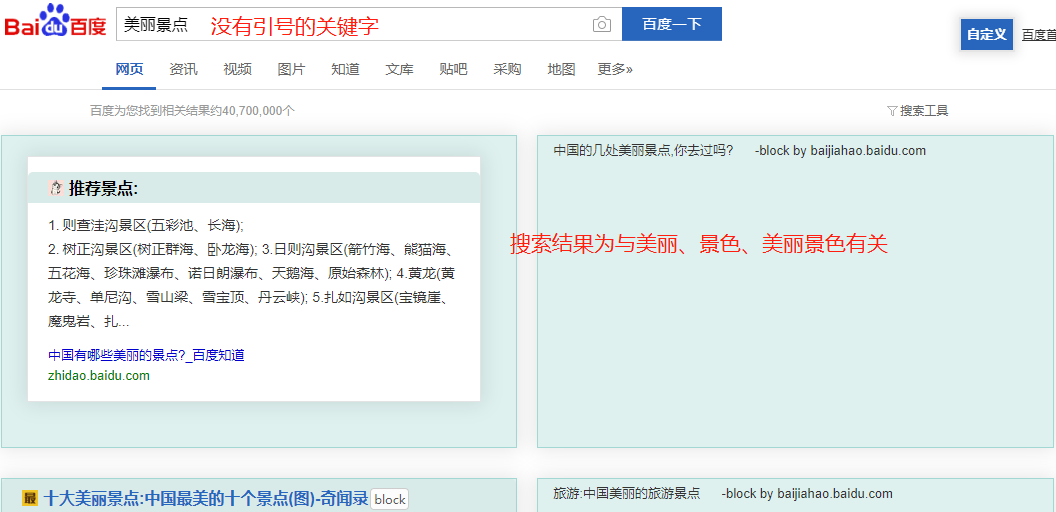 Bai du 百度
美丽景点
没有引号的关键字
百度一下
自定义
百度首
网页 资讯 视频 图片 知道 文库 贴吧 采购 地图 更多»
百度为您找到相关结果约40,700,000个
搜索工具
推荐景点:
1. 则查洼沟景区(五彩池、长海);
2. 树正沟景区(树正群海、卧龙海); 3.日则沟景区(箭竹海、熊猫海、
五花海、珍珠滩瀑布、诺日朗瀑布、天鹅海、原始森林); 4.黄龙(黄
龙寺、单尼沟、雪山梁、雪宝顶、丹云峡); 5.扎如沟景区(宝镜崖、
魔鬼岩、扎...
中国有哪些美丽的景点?_百度知道
zhidao.baidu.com
中国的几处美丽景点,你去过吗? -block by baijiahao.baidu.com
搜索结果为与美丽、景色、美丽景色有关
最 十大美丽景点:中国最美的十个景点(图)-奇闻录 block
旅游:中国美丽的旅游景点 -block by baijiahao.baidu.com